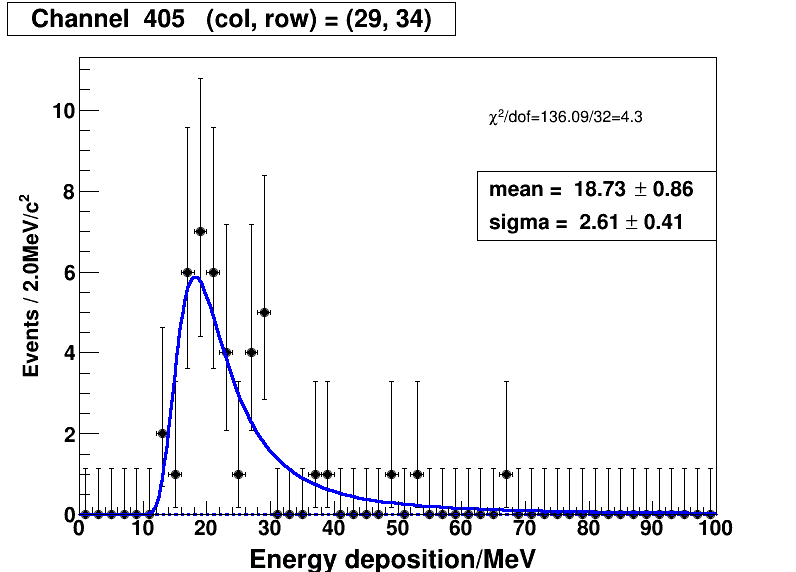 Channel 405 (col, row) = (29, 34)
χ²/dof=136.09/32=4.3
mean = 18.73 ± 0.86
sigma = 2.61 ± 0.41
Events / 2.0MeV/c²
10
8
6
4
2
0
0 10 20 30 40 50 60 70 80 90 100
Energy deposition/MeV